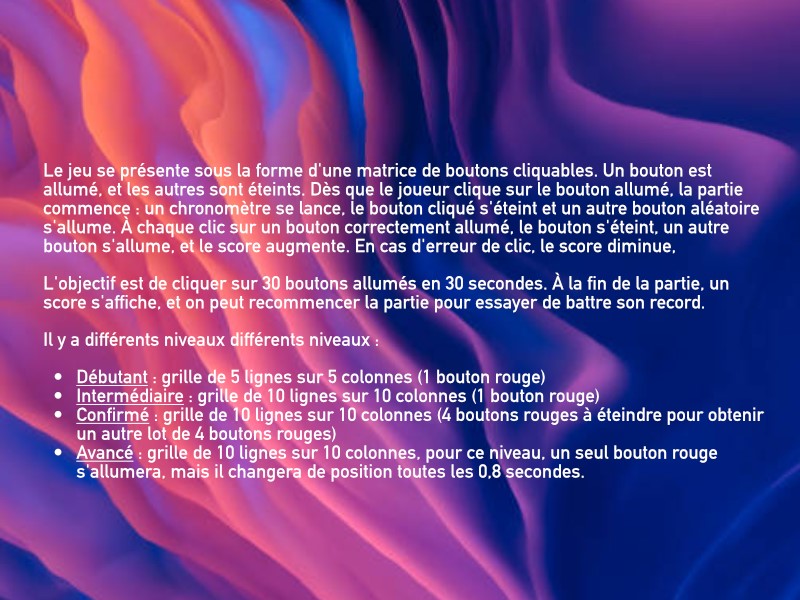 Le jeu se présente sous la forme d'une matrice de boutons cliquables. Un bouton est
allumé, et les autres sont éteints. Dès que le joueur clique sur le bouton allumé, la partie
commence : un chronomètre se lance, le bouton cliqué s'éteint et un autre bouton aléatoire
s'allume. À chaque clic sur un bouton correctement allumé, le bouton s'éteint, un autre
bouton s'allume, et le score augmente. En cas d'erreur de clic, le score diminue,
L'objectif est de cliquer sur 30 boutons allumés en 30 secondes. À la fin de la partie, un
score s'affiche, et on peut recommencer la partie pour essayer de battre son record.
Il y a différents niveaux différents niveaux :
• Débutant : grille de 5 lignes sur 5 colonnes (1 bouton rouge)
• Intermédiaire : grille de 10 lignes sur 10 colonnes (1 bouton rouge)
• Confirmé : grille de 10 lignes sur 10 colonnes (4 boutons rouges à éteindre pour obtenir
un autre lot de 4 boutons rouges)
• Avancé : grille de 10 lignes sur 10 colonnes, pour ce niveau, un seul bouton rouge
s'allumera, mais il changera de position toutes les 0,8 secondes.